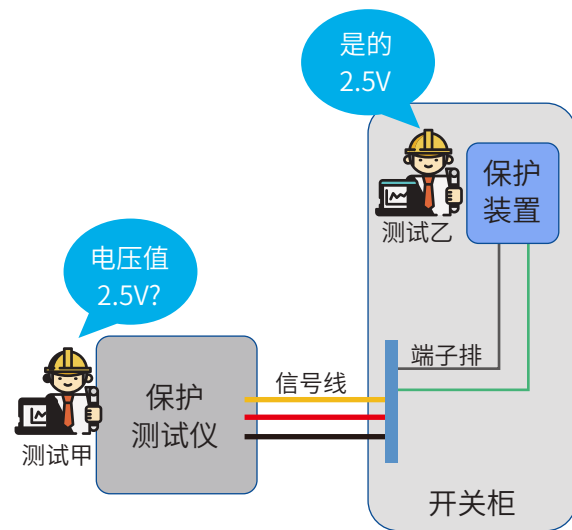 是的
2.5V
保护
装置
测试乙
电压值
2.5V?
端子排
信号线
保护
测试仪
测试甲
开关柜